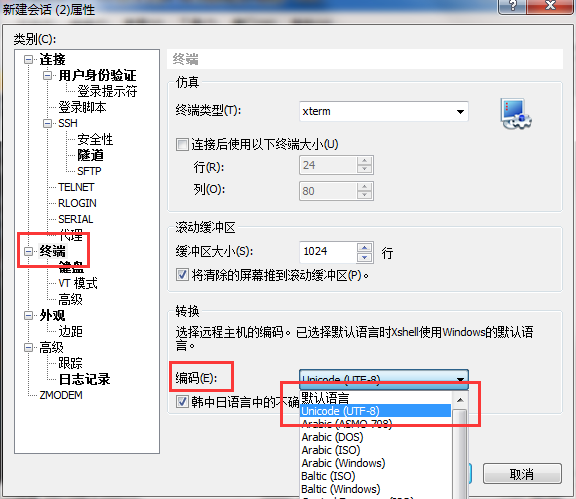 新建会话 (2)属性
类别(C):
连接
用户身份验证
登录提示符
登录脚本
SSH
安全性
隧道
SFTP
TELNET
RLOGIN
SERIAL
代理
终端
键盘
VT 模式
高级
外观
边距
高级
跟踪
日志记录
ZMODEM
终端
仿真
终端类型(T):
xterm
连接后使用以下终端大小(U)
行(R):
24
列(O):
80
滚动缓冲区
缓冲区大小(S):
1024
行
将清除的屏幕推到滚动缓冲区(P)。
转换
选择远程主机的编码。已选择默认语言时Xshell使用Windows的默认语
言。
编码(E):
Unicode (UTF-8)
韩中日语言中的不确
默认语言
Unicode (UTF-8)
Arabic (ASMO 708)
Arabic (DOS)
Arabic (ISO)
Arabic (Windows)
Baltic (ISO)
Baltic (Windows)
取消